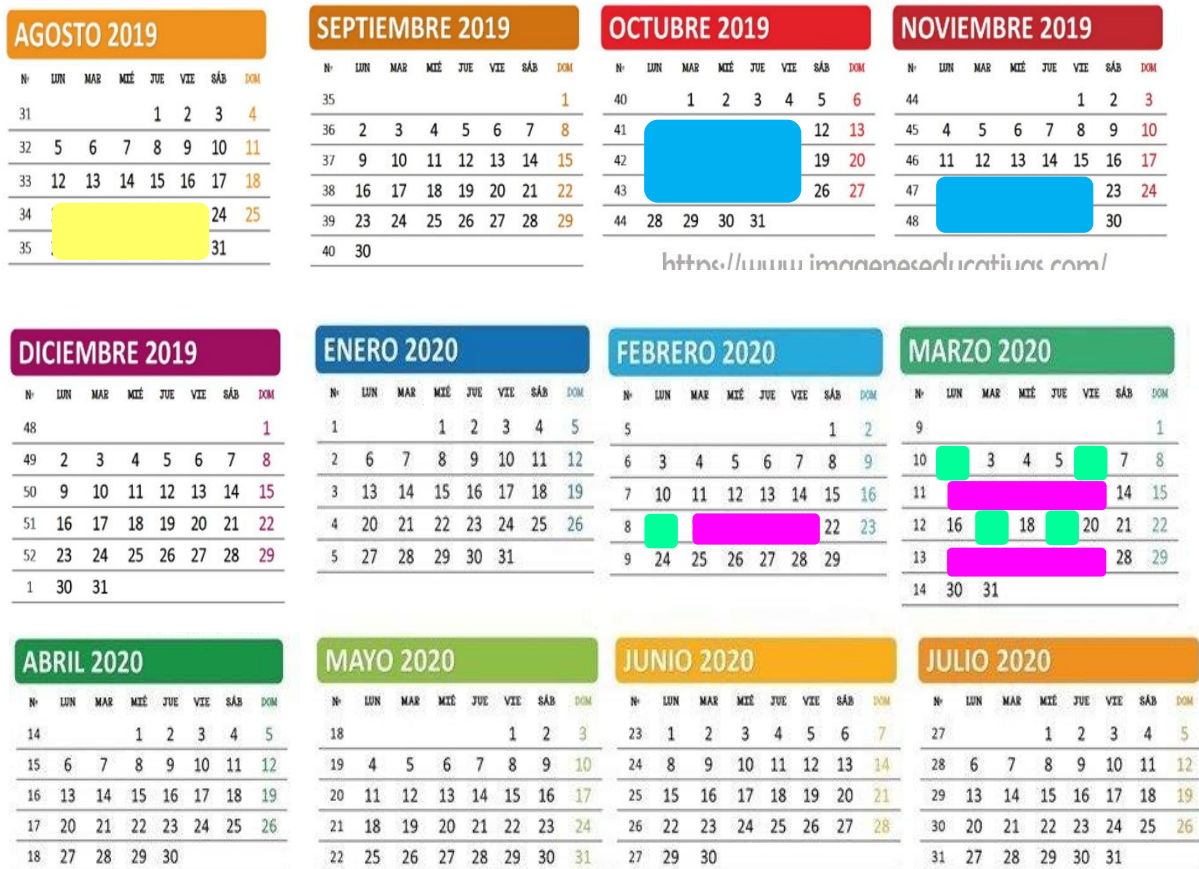 AGOSTO 2019
Nº LUN MAR MIÉ JUE VIE SÁB DOM
31 1 2 3 4
32 5 6 7 8 9 10 11
33 12 13 14 15 16 17 18
34 24 25
35 31
SEPTIEMBRE 2019
Nº LUN MAR MIÉ JUE VIE SÁB DOM
35 1
36 2 3 4 5 6 7 8
37 9 10 11 12 13 14 15
38 16 17 18 19 20 21 22
39 23 24 25 26 27 28 29
40 30
OCTUBRE 2019
Nº LUN MAR MIÉ JUE VIE SÁB DOM
40 1 2 3 4 5 6
41 12 13
42 19 20
43 26 27
44 28 29 30 31
NOVIEMBRE 2019
Nº LUN MAR MIÉ JUE VIE SÁB DOM
44 1 2 3
45 4 5 6 7 8 9 10
46 11 12 13 14 15 16 17
47 23 24
48 30
https://www.imageneseducativas.com/
DICIEMBRE 2019
Nº LUN MAR MIÉ JUE VIE SÁB DOM
48 1
49 2 3 4 5 6 7 8
50 9 10 11 12 13 14 15
51 16 17 18 19 20 21 22
52 23 24 25 26 27 28 29
1 30 31
ENERO 2020
Nº LUN MAR MIÉ JUE VIE SÁB DOM
1 1 2 3 4 5
2 6 7 8 9 10 11 12
3 13 14 15 16 17 18 19
4 20 21 22 23 24 25 26
5 27 28 29 30 31
FEBRERO 2020
Nº LUN MAR MIÉ JUE VIE SÁB DOM
5 1 2
6 3 4 5 6 7 8 9
7 10 11 12 13 14 15 16
8 22 23
9 24 25 26 27 28 29
MARZO 2020
Nº LUN MAR MIÉ JUE VIE SÁB DOM
9 1
10 3 4 5 7 8
11 14 15
12 16 18 20 21 22
13 28 29
14 30 31
ABRIL 2020
Nº LUN MAR MIÉ JUE VIE SÁB DOM
14 1 2 3 4 5
15 6 7 8 9 10 11 12
16 13 14 15 16 17 18 19
17 20 21 22 23 24 25 26
18 27 28 29 30
MAYO 2020
Nº LUN MAR MIÉ JUE VIE SÁB DOM
18 1 2 3
19 4 5 6 7 8 9 10
20 11 12 13 14 15 16 17
21 18 19 20 21 22 23 24
22 25 26 27 28 29 30 31
JUNIO 2020
Nº LUN MAR MIÉ JUE VIE SÁB DOM
23 1 2 3 4 5 6 7
24 8 9 10 11 12 13 14
25 15 16 17 18 19 20 21
26 22 23 24 25 26 27 28
27 29 30
JULIO 2020
Nº LUN MAR MIÉ JUE VIE SÁB DOM
27 1 2 3 4 5
28 6 7 8 9 10 11 12
29 13 14 15 16 17 18 19
30 20 21 22 23 24 25 26
31 27 28 29 30 31